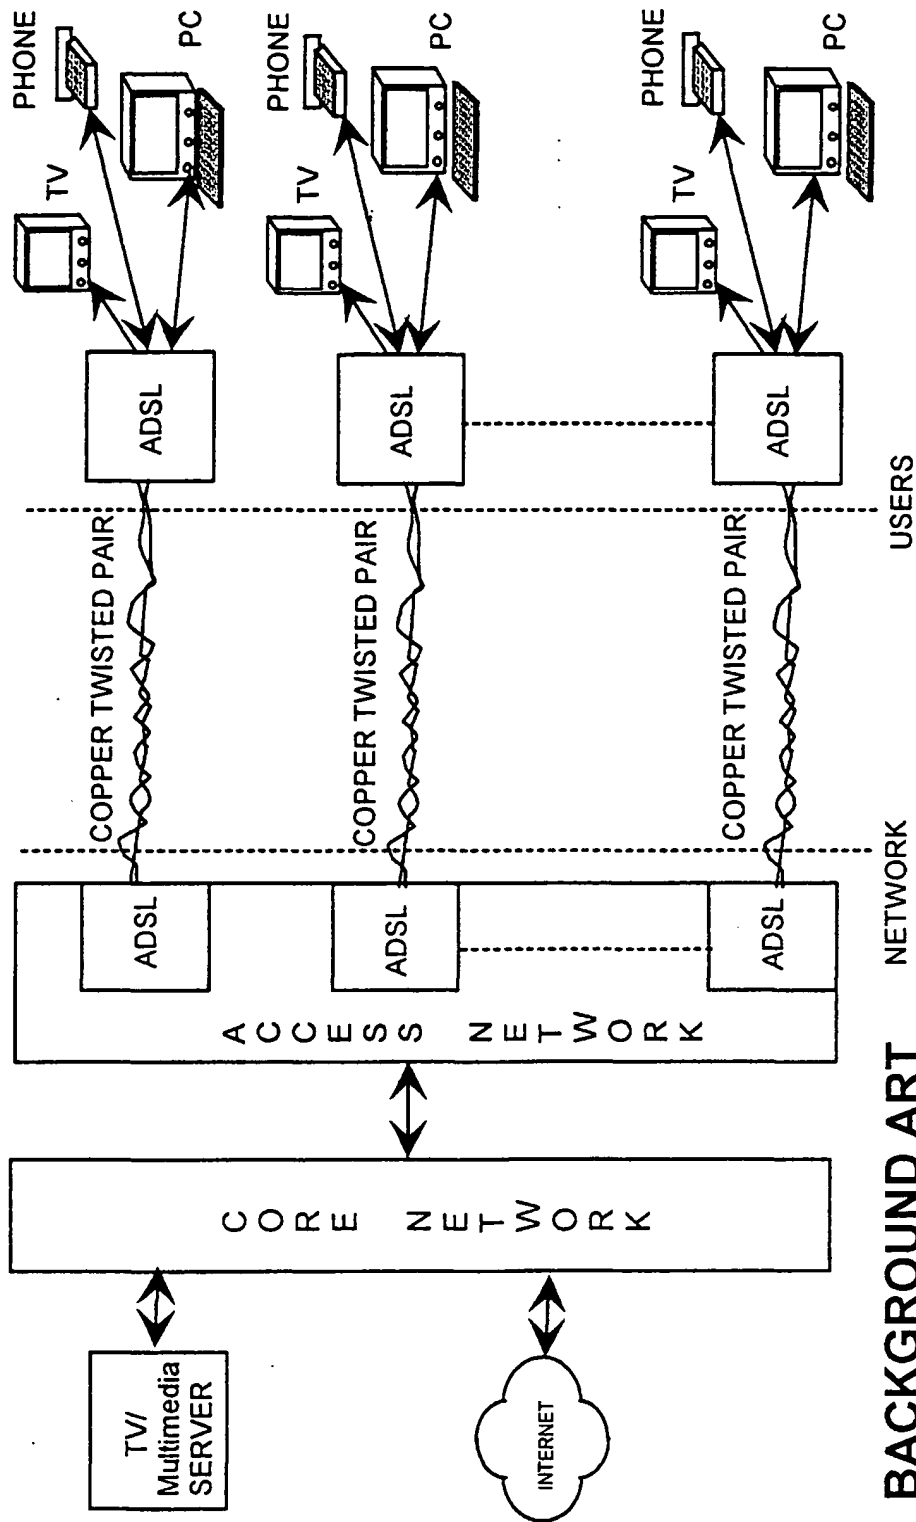 TV/
Multimedia
SERVER
INTERNET
CORE NETWORK
ACCESS NETWORK
ADSL
ADSL
ADSL
COPPER TWISTED PAIR
COPPER TWISTED PAIR
COPPER TWISTED PAIR
ADSL
ADSL
ADSL
TV
PHONE
PC
TV
PHONE
PC
TV
PHONE
PC
NETWORK
USERS
BACKGROUND ART